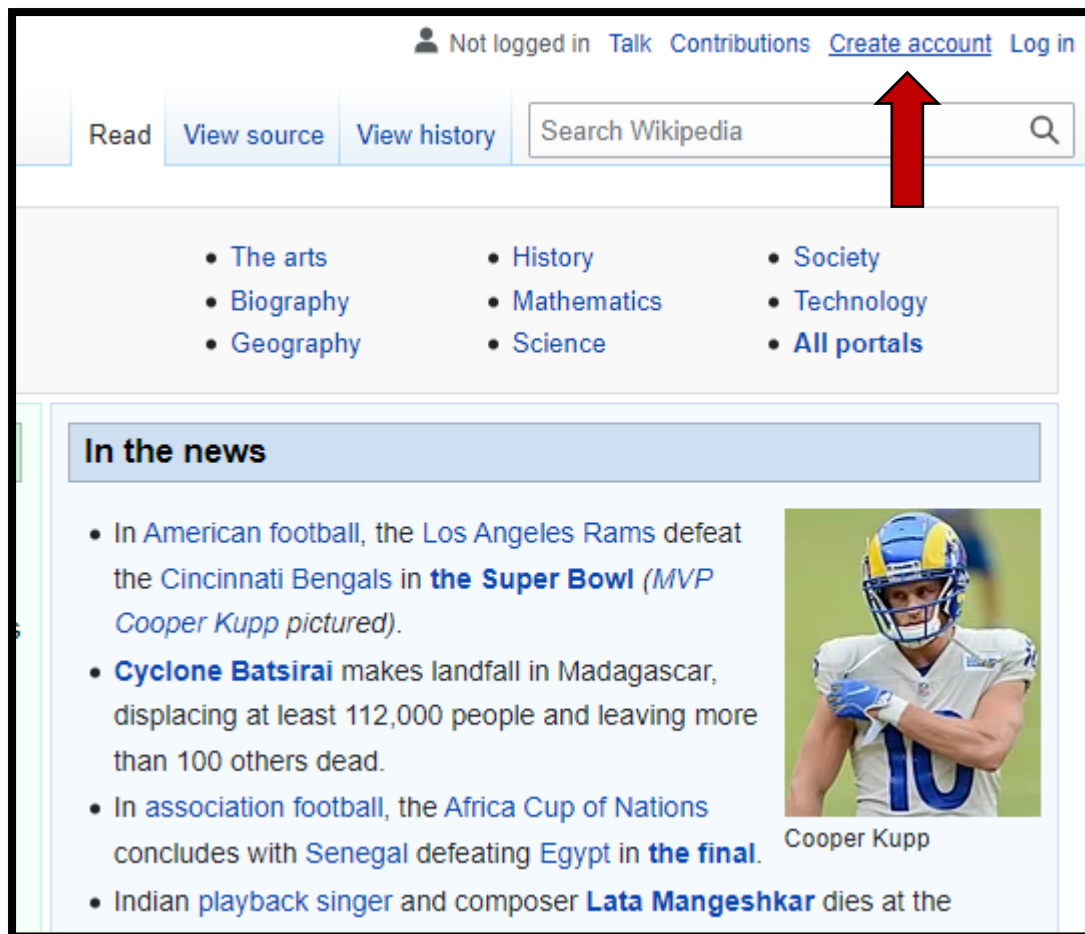 Not logged in Talk Contributions Create account Log in
Read View source View history Search Wikipedia
• The arts
• Biography
• Geography
• History
• Mathematics
• Science
• Society
• Technology
• All portals
In the news
• In American football, the Los Angeles Rams defeat
the Cincinnati Bengals in the Super Bowl (MVP
Cooper Kupp pictured).
• Cyclone Batsirai makes landfall in Madagascar,
displacing at least 112,000 people and leaving more
than 100 others dead.
• In association football, the Africa Cup of Nations
concludes with Senegal defeating Egypt in the final.
• Indian playback singer and composer Lata Mangeshkar dies at the
10
Cooper Kupp